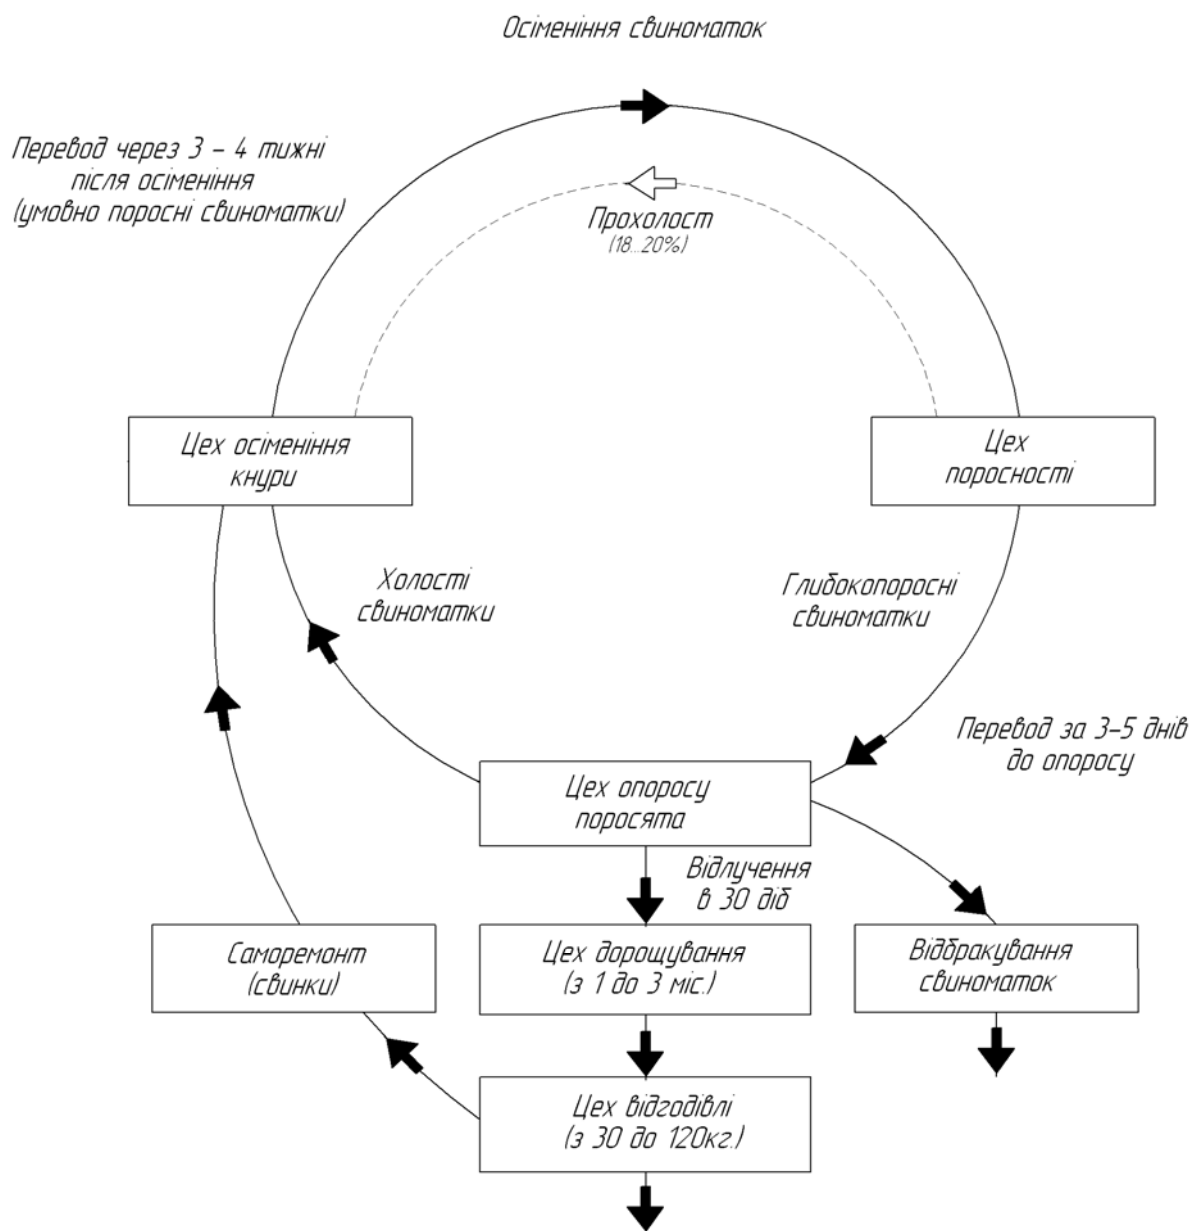 Осіменіння свиноматок
Перевод через 3 – 4 тижні
після осіменіння
(умовно поросні свиноматки)
Прохолост
(18...20%)
Цех осіменіння
кнури
Цех
поросності
Холості
свиноматки
Глибокопоросні
свиноматки
Перевод за 3–5 днів
до опоросу
Цех опоросу
поросята
Відлучення
в 30 діб
Саморемонт
(свинки)
Цех дорощування
(з 1 до 3 міс.)
Відбракування
свиноматок
Цех відгодівлі
(з 30 до 120кг.)